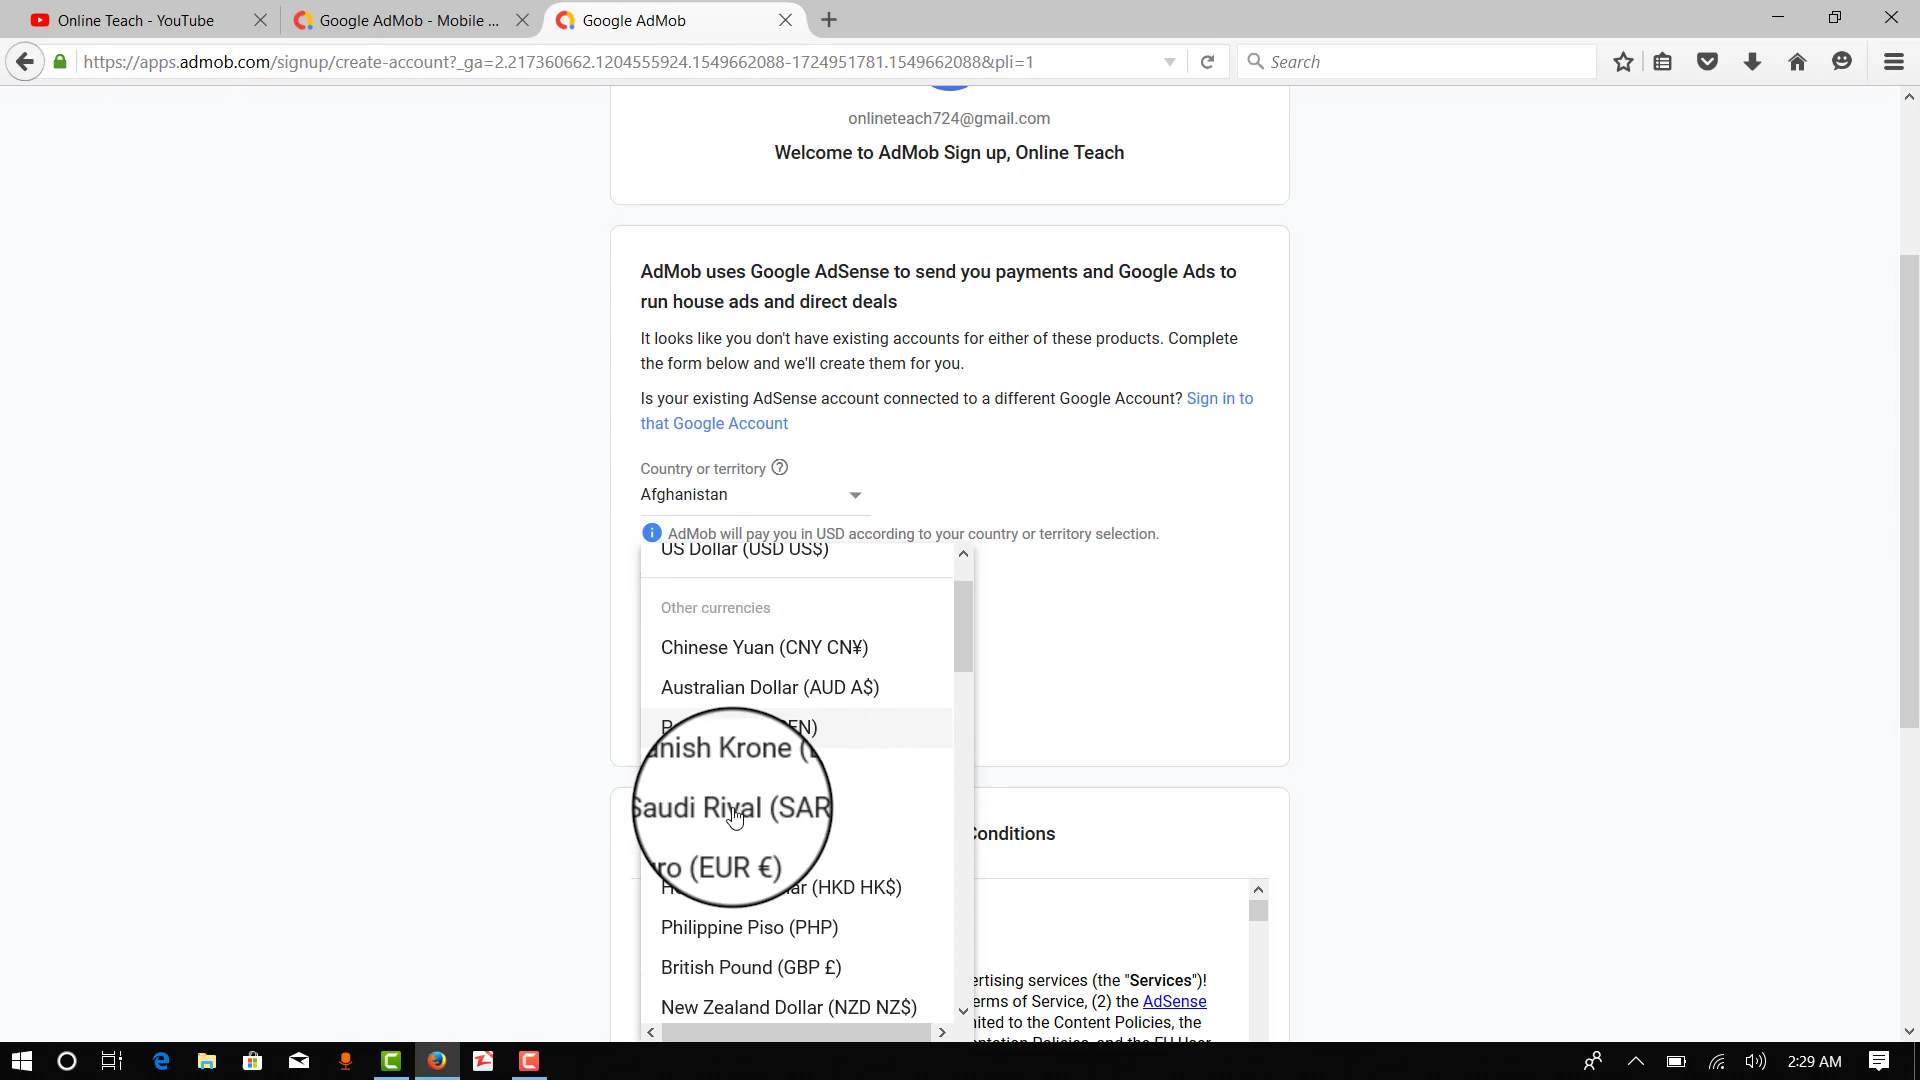 Online Teach - YouTube
Google AdMob - Mobile ...
Google AdMob
https://apps.admob.com/signup/create-account?_ga=2.217360662.1204555924.1549662088-1724951781.1549662088&pli=1
Search
onlineteach724@gmail.com
Welcome to AdMob Sign up, Online Teach
AdMob uses Google AdSense to send you payments and Google Ads to
run house ads and direct deals
It looks like you don't have existing accounts for either of these products. Complete
the form below and we'll create them for you.
Is your existing AdSense account connected to a different Google Account? Sign in to
that Google Account
Country or territory
Afghanistan
AdMob will pay you in USD according to your country or territory selection.
US Dollar (USD US$)
Other currencies
Chinese Yuan (CNY CN¥)
Australian Dollar (AUD A$)
Krone
Saudi Riyal (SAR
Conditions
(EUR €)
(HKD HK$)
Philippine Piso (PHP)
British Pound (GBP £)
New Zealand Dollar (NZD NZ$)
services (the "Services")!
of Service, (2) the AdSense
to the Content Policies, the
2:29 AM